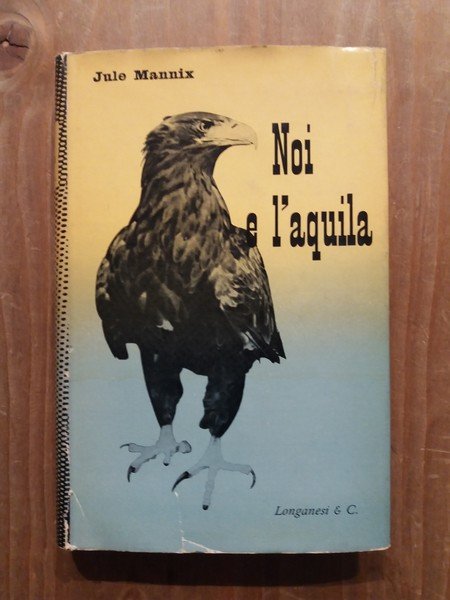 Jule Mannix
Noi
e l'aquila
Longanesi & C.